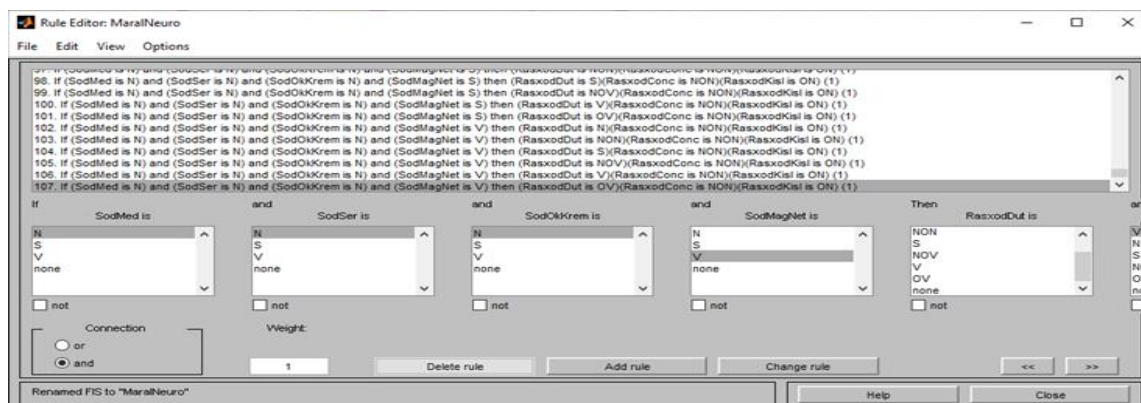 Rule Editor: MaralNeuro
File Edit View Options
98. If (SodMed is N) and (SodSer is N) and (SodOkKrem is N) and (SodMagNet is S) then (RasxodDut is S)(RasxodConc is NON)(RasxodKisl is ON) (1)
99. If (SodMed is N) and (SodSer is N) and (SodOkKrem is N) and (SodMagNet is S) then (RasxodDut is NOV)(RasxodConc is NON)(RasxodKisl is ON) (1)
100. If (SodMed is N) and (SodSer is N) and (SodOkKrem is N) and (SodMagNet is S) then (RasxodDut is V)(RasxodConc is NON)(RasxodKisl is ON) (1)
101. If (SodMed is N) and (SodSer is N) and (SodOkKrem is N) and (SodMagNet is S) then (RasxodDut is OV)(RasxodConc is NON)(RasxodKisl is ON) (1)
102. If (SodMed is N) and (SodSer is N) and (SodOkKrem is N) and (SodMagNet is V) then (RasxodDut is N)(RasxodConc is NON)(RasxodKisl is ON) (1)
103. If (SodMed is N) and (SodSer is N) and (SodOkKrem is N) and (SodMagNet is V) then (RasxodDut is NON)(RasxodConc is NON)(RasxodKisl is ON) (1)
104. If (SodMed is N) and (SodSer is N) and (SodOkKrem is N) and (SodMagNet is V) then (RasxodDut is S)(RasxodConc is NON)(RasxodKisl is ON) (1)
105. If (SodMed is N) and (SodSer is N) and (SodOkKrem is N) and (SodMagNet is V) then (RasxodDut is NOV)(RasxodConc is NON)(RasxodKisl is ON) (1)
106. If (SodMed is N) and (SodSer is N) and (SodOkKrem is N) and (SodMagNet is V) then (RasxodDut is V)(RasxodConc is NON)(RasxodKisl is ON) (1)
107. If (SodMed is N) and (SodSer is N) and (SodOkKrem is N) and (SodMagNet is V) then (RasxodDut is OV)(RasxodConc is NON)(RasxodKisl is ON) (1)
If and and and Then
SodMed is SodSer is SodOkKrem is SodMagNet is RasxodDut is
N N N N NON
S S S S S
V V V V NOV
none none none none V
OV
none
not not not not not
Connection Weight:
or
and 1 Delete rule Add rule Change rule << >>
Renamed FIS to "MaralNeuro" Help Close